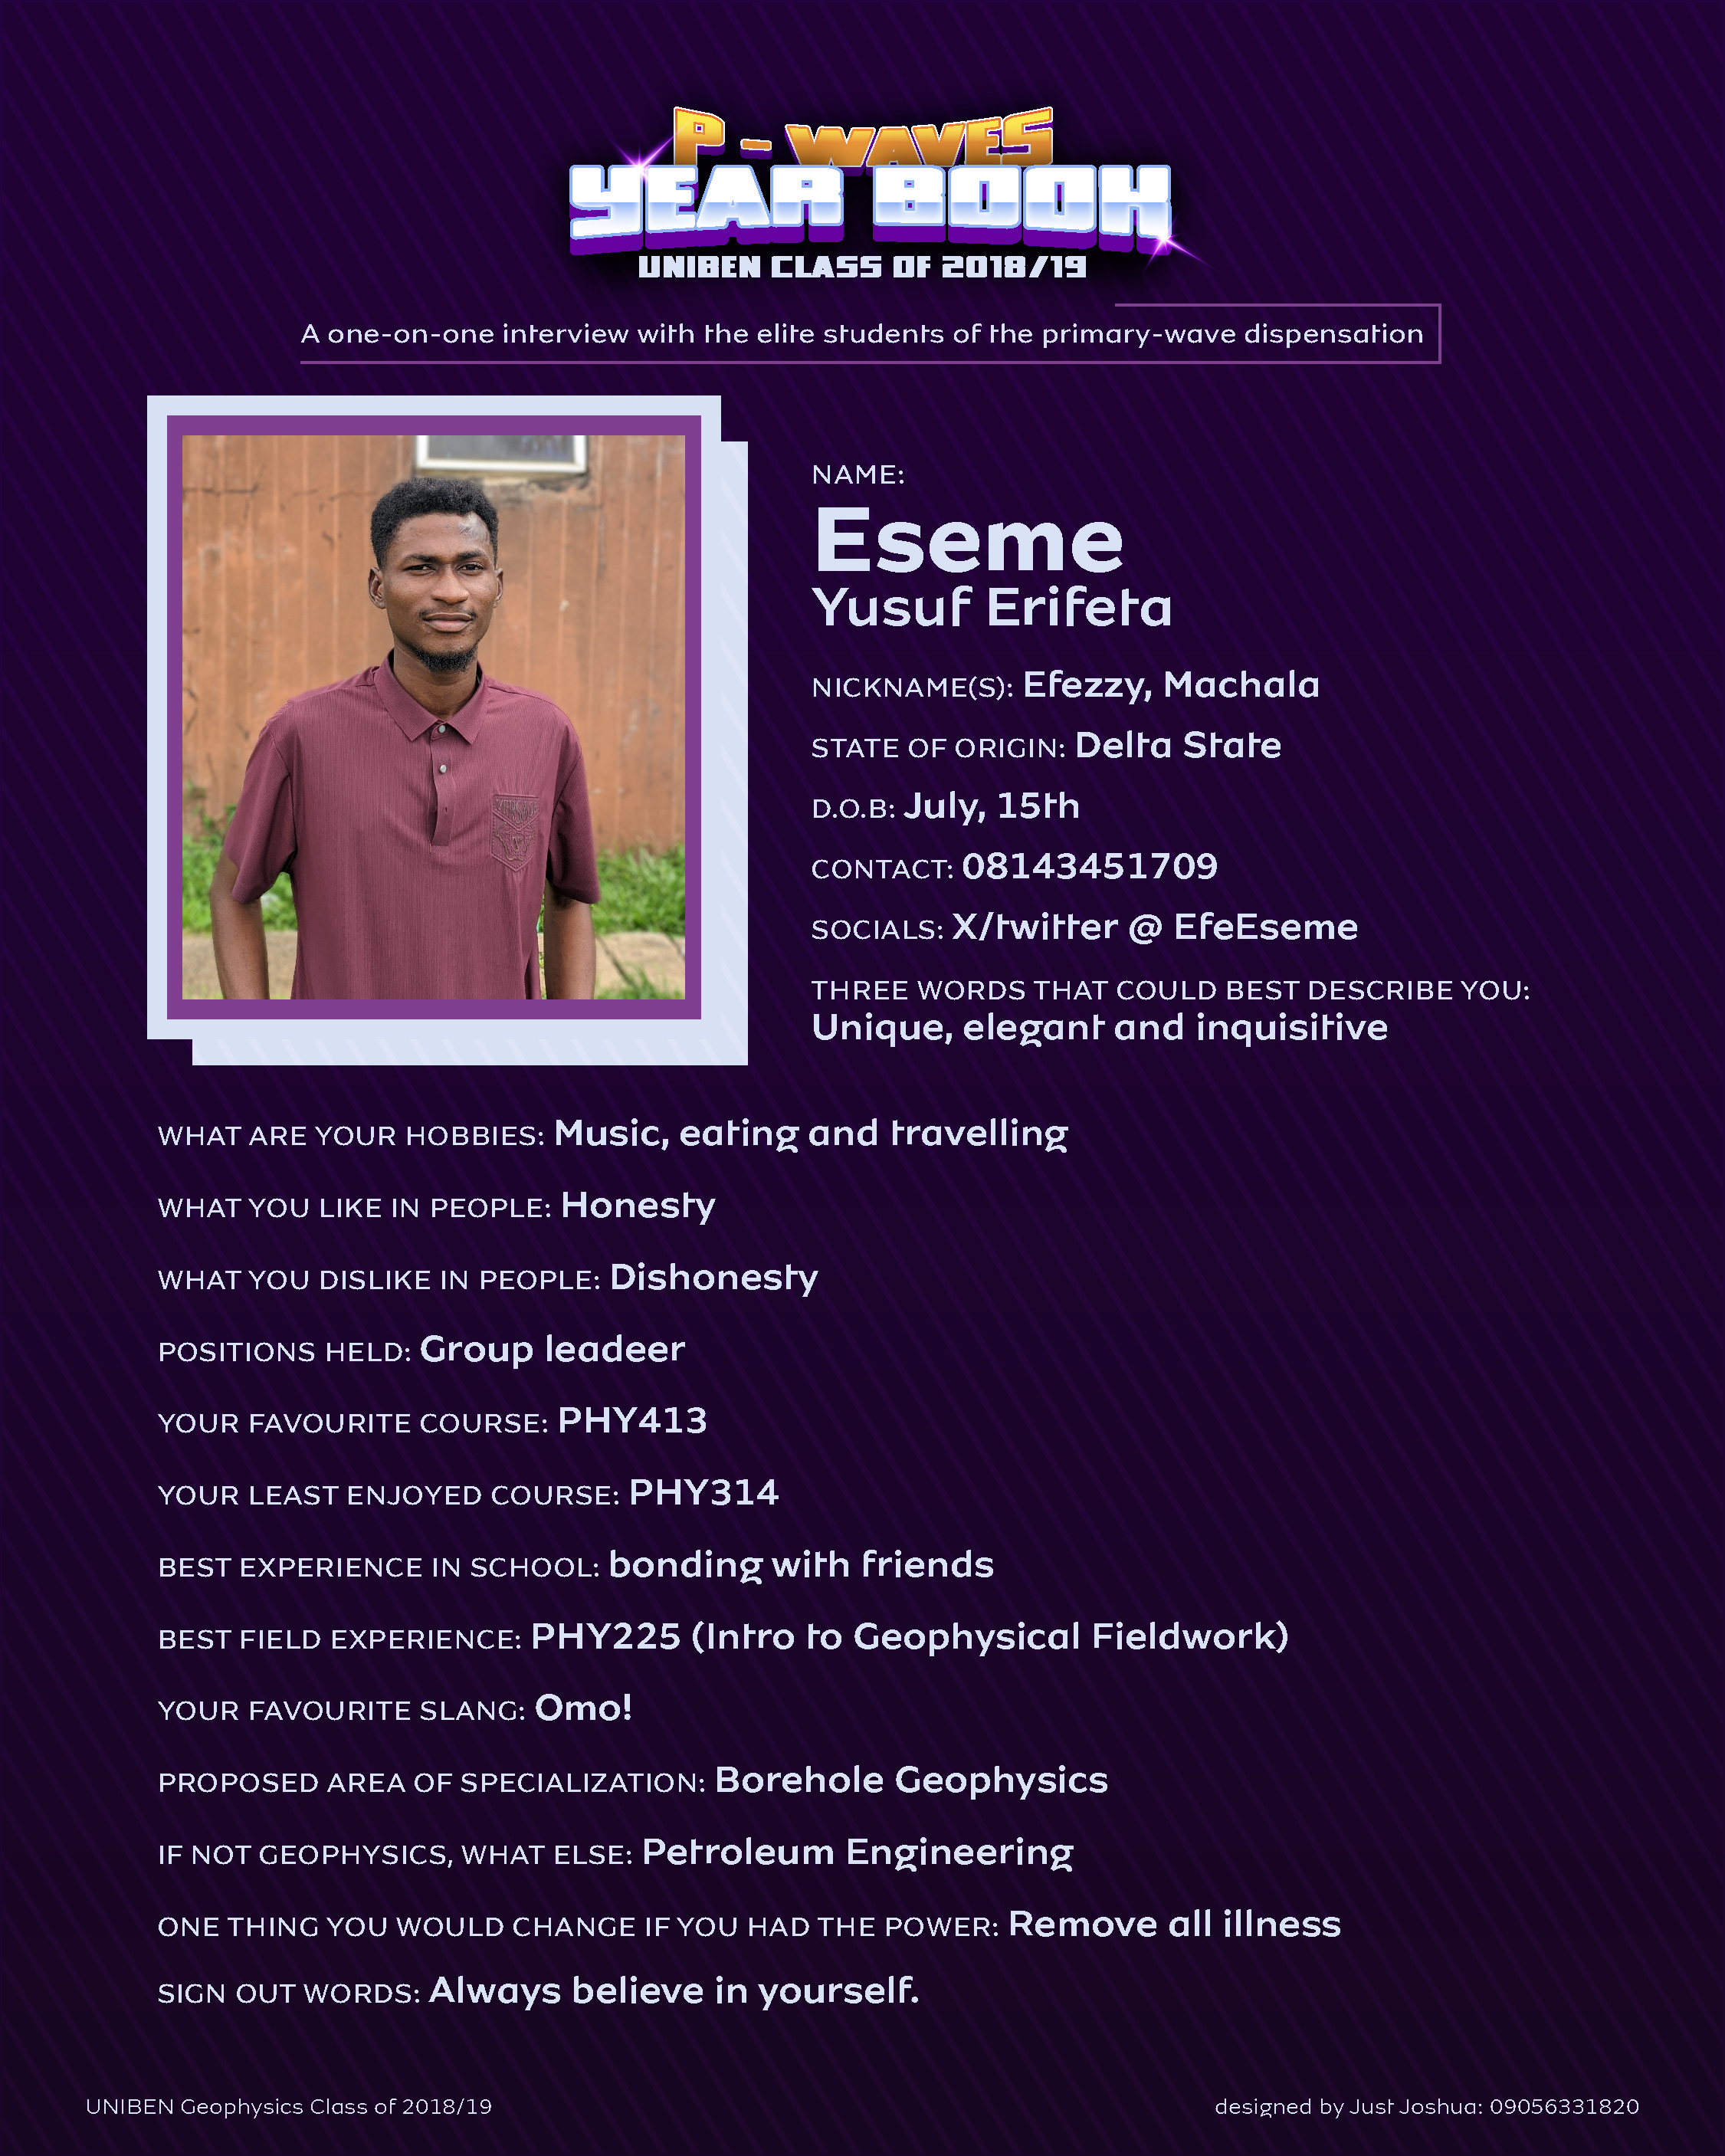 P - WAVES
YEAR BOOK
UNIBEN CLASS OF 2018/19
A one-on-one interview with the elite students of the primary-wave dispensation
NAME:
Eseme
Yusuf Erifeta
NICKNAME(S): Efezzy, Machala
STATE OF ORIGIN: Delta State
D.O.B: July, 15th
CONTACT: 08143451709
SOCIALS: X/twitter @ EfeEseme
THREE WORDS THAT COULD BEST DESCRIBE YOU:
Unique, elegant and inquisitive
WHAT ARE YOUR HOBBIES: Music, eating and travelling
WHAT YOU LIKE IN PEOPLE: Honesty
WHAT YOU DISLIKE IN PEOPLE: Dishonesty
POSITIONS HELD: Group leadeer
YOUR FAVOURITE COURSE: PHY413
YOUR LEAST ENJOYED COURSE: PHY314
BEST EXPERIENCE IN SCHOOL: bonding with friends
BEST FIELD EXPERIENCE: PHY225 (Intro to Geophysical Fieldwork)
YOUR FAVOURITE SLANG: Omo!
PROPOSED AREA OF SPECIALIZATION: Borehole Geophysics
IF NOT GEOPHYSICS, WHAT ELSE: Petroleum Engineering
ONE THING YOU WOULD CHANGE IF YOU HAD THE POWER: Remove all illness
SIGN OUT WORDS: Always believe in yourself.
UNIBEN Geophysics Class of 2018/19
designed by Just Joshua: 09056331820